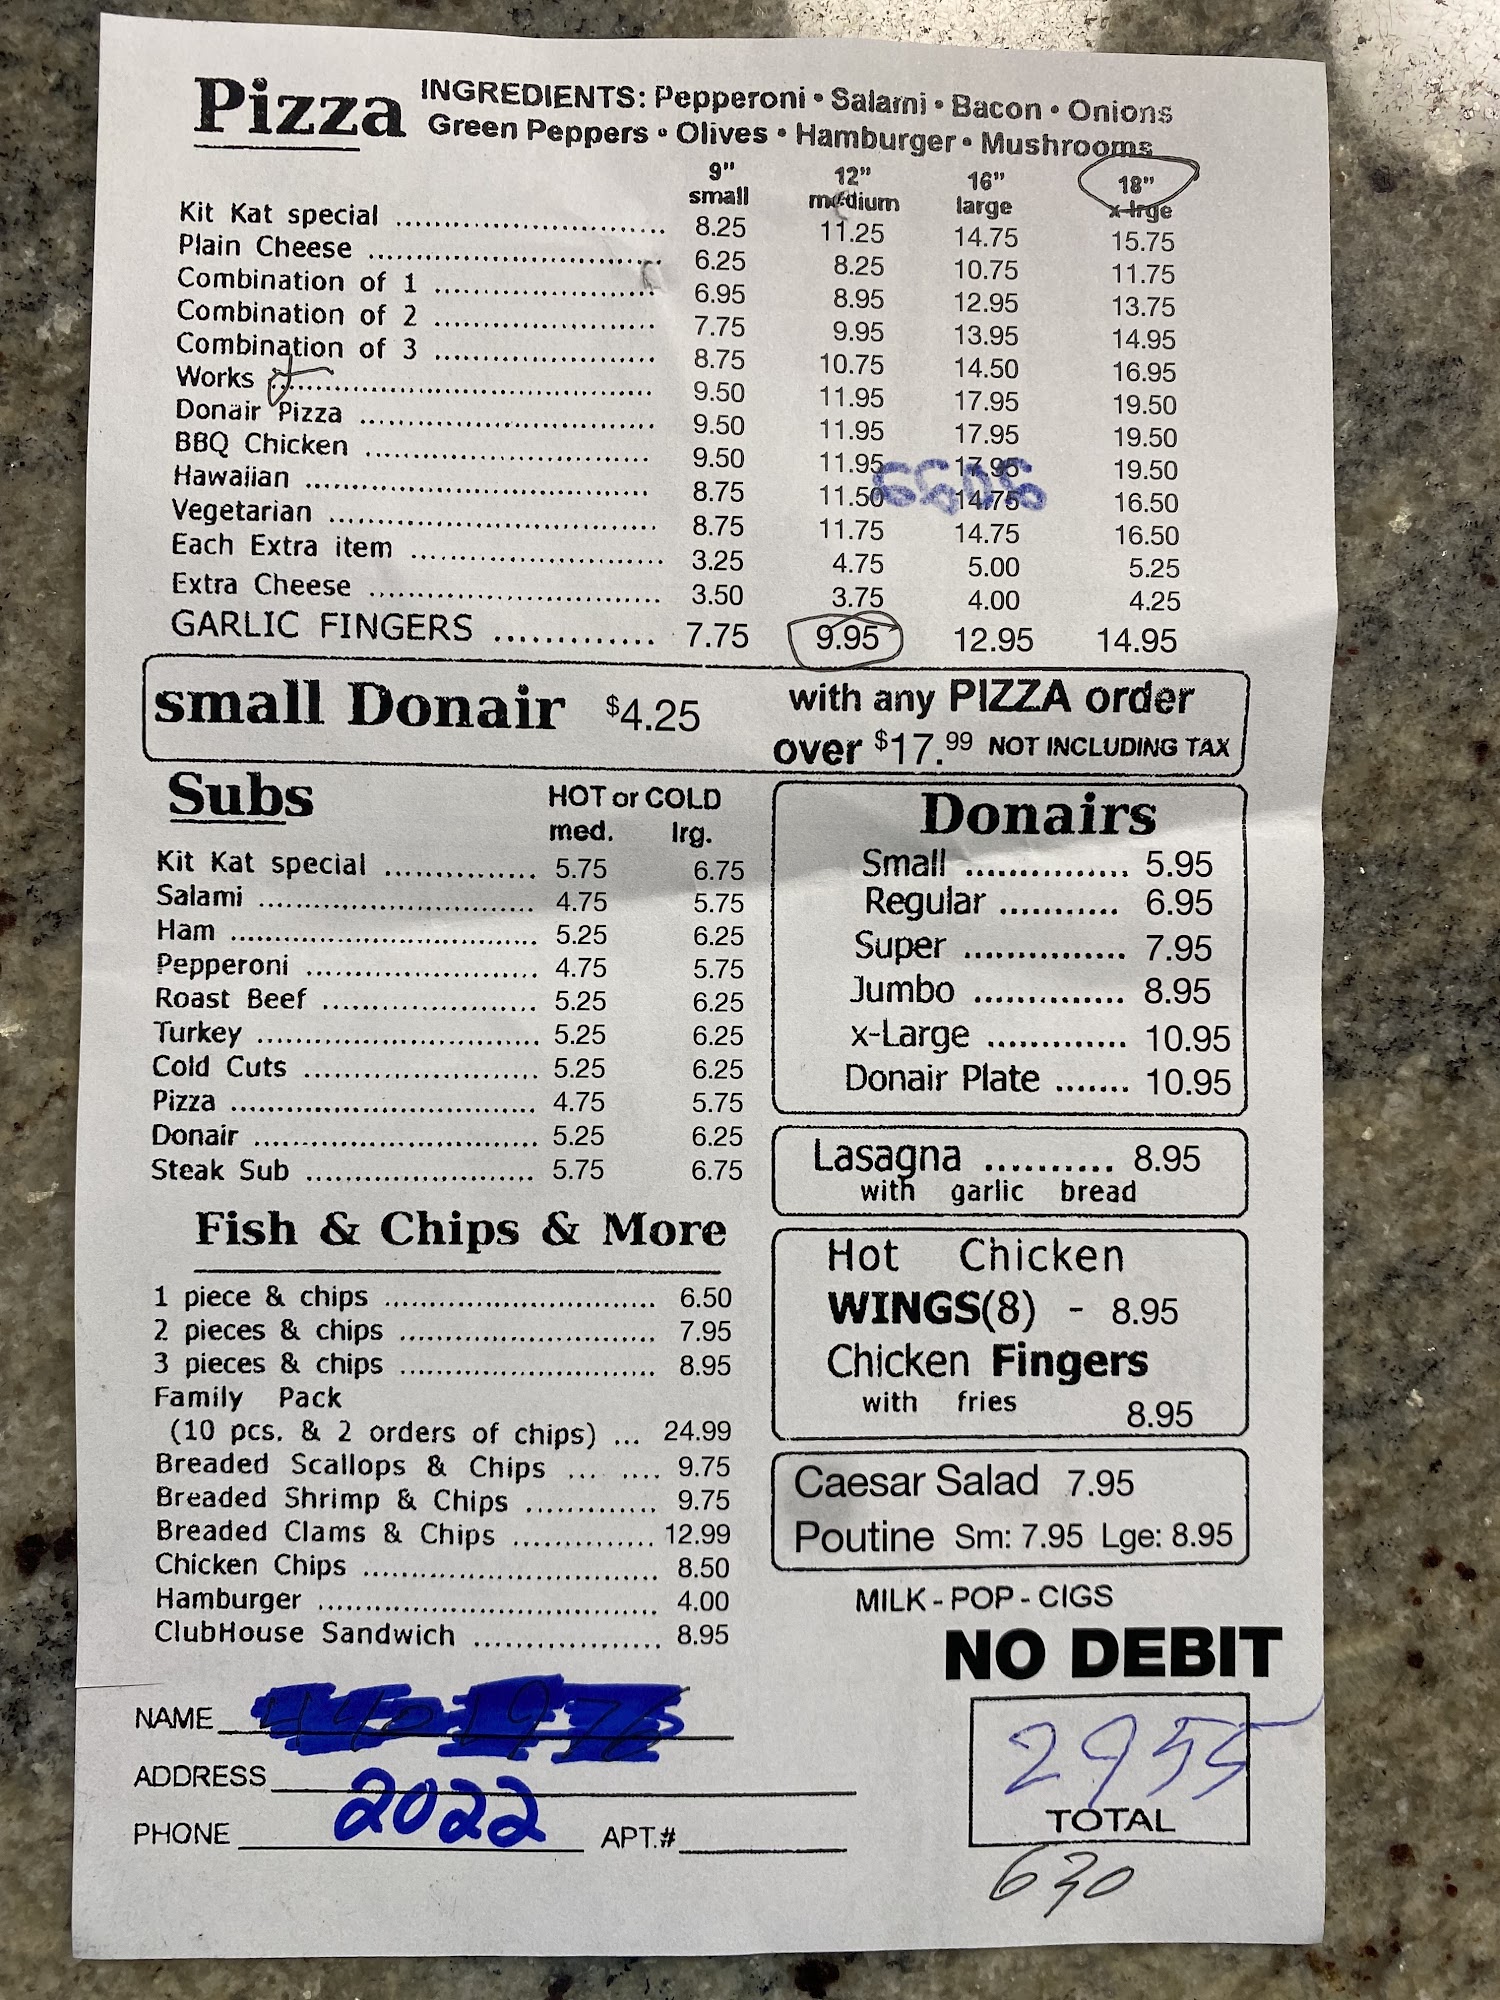 Pizza INGREDIENTS: Pepperoni • Salami • Bacon • Onions
Green Peppers • Olives • Hamburger • Mushrooms
9" 12" 16" 18"
small medium large x-lrge
Kit Kat special .......... 8.25 11.25 14.75 15.75
Plain Cheese .......... 6.25 8.25 10.75 11.75
Combination of 1 .......... 6.95 8.95 12.95 13.75
Combination of 2 .......... 7.75 9.95 13.95 14.95
Combination of 3 .......... 8.75 10.75 14.50 16.95
Works .......... 9.50 11.95 17.95 19.50
Donair Pizza .......... 9.50 11.95 17.95 19.50
BBQ Chicken .......... 9.50 11.95 17.95 19.50
Hawaiian .......... 8.75 11.50 14.75 16.50
Vegetarian .......... 8.75 11.75 14.75 16.50
Each Extra item .......... 3.25 4.75 5.00 5.25
Extra Cheese .......... 3.50 3.75 4.00 4.25
GARLIC FINGERS .......... 7.75 9.95 12.95 14.95
small Donair $4.25 with any PIZZA order
over $17.99 NOT INCLUDING TAX
Subs HOT or COLD
med. lrg.
Kit Kat special .......... 5.75 6.75
Salami .......... 4.75 5.75
Ham .......... 5.25 6.25
Pepperoni .......... 4.75 5.75
Roast Beef .......... 5.25 6.25
Turkey .......... 5.25 6.25
Cold Cuts .......... 5.25 6.25
Pizza .......... 4.75 5.75
Donair .......... 5.25 6.25
Steak Sub .......... 5.75 6.75
Donairs
Small .......... 5.95
Regular .......... 6.95
Super .......... 7.95
Jumbo .......... 8.95
x-Large .......... 10.95
Donair Plate ....... 10.95
Lasagna .......... 8.95
with garlic bread
Fish & Chips & More
1 piece & chips .......... 6.50
2 pieces & chips .......... 7.95
3 pieces & chips .......... 8.95
Family Pack
(10 pcs. & 2 orders of chips) ... 24.99
Breaded Scallops & Chips ... .... 9.75
Breaded Shrimp & Chips .......... 9.75
Breaded Clams & Chips .......... 12.99
Chicken Chips .......... 8.50
Hamburger .......... 4.00
ClubHouse Sandwich .......... 8.95
Hot Chicken
WINGS(8) - 8.95
Chicken Fingers
with fries 8.95
Caesar Salad 7.95
Poutine Sm: 7.95 Lge: 8.95
MILK - POP - CIGS
NO DEBIT
NAME
ADDRESS
2022
PHONE APT.#
2955
TOTAL
630